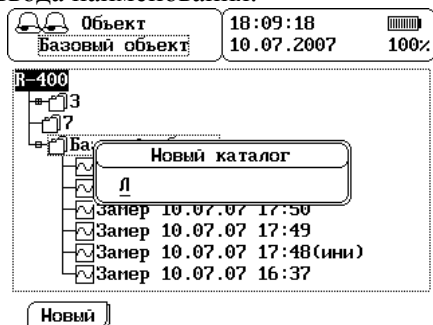 Объект
Базовый объект
18:09:18
10.07.2007
100%
R-400
3
7
Ба
Новый каталог
Л
Замер 10.07.07 17:50
Замер 10.07.07 17:49
Замер 10.07.07 17:48(ини)
Замер 10.07.07 16:37
Новый